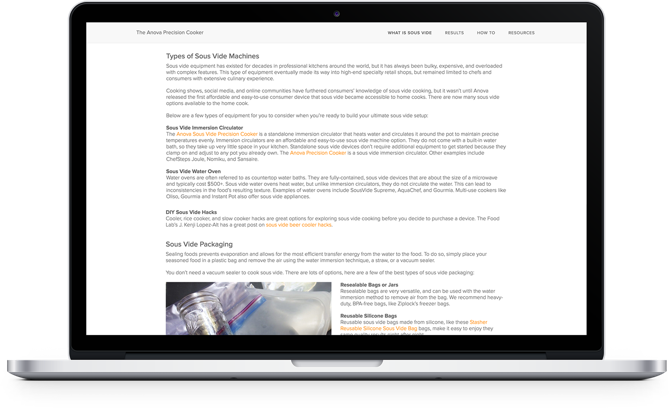 The Anova Precision Cooker
WHAT IS SOUS VIDE RESULTS HOW TO RESOURCES
Types of Sous Vide Machines
Sous vide equipment has existed for decades in professional kitchens around the world, but it has always been bulky, expensive, and overloaded
with complex features. This type of equipment eventually made its way into high-end specialty retail shops, but remained limited to chefs and
consumers with extensive culinary experience.
Cooking shows, social media, and online communities have furthered consumers' knowledge of sous vide cooking, but it wasn't until Anova
released the first affordable and easy-to-use consumer device that sous vide became accessible to home cooks. There are now many sous vide
options available to the home cook.
Below are a few types of equipment for you to consider when you're ready to build your ultimate sous vide setup:
Sous Vide Immersion Circulator
The Anova Sous Vide Precision Cooker is a standalone immersion circulator that heats water and circulates it around the pot to maintain precise
temperatures evenly. Immersion circulators are an affordable and easy-to-use sous vide machine option. They do not come with a built-in water
bath, so they take up very little space in your kitchen. Standalone sous vide devices don't require additional equipment to get started because they
clamp on and adjust to any pot you already own. The Anova Precision Cooker is a sous vide immersion circulator; Other examples include
ChefSteps Joule, Nomiku, and Sansaire.
Sous Vide Water Oven
Water ovens are often referred to as countertop water baths. They are fully-contained, sous vide devices that are about the size of a microwave
and typically cost $500+. Sous vide water ovens heat water, but unlike immersion circulators, they do not circulate the water. This can lead to
inconsistencies in the food's resulting texture. Examples of water ovens include SousVide Supreme, AquaChef, and Gourmia. Multi-use cookers like
Oliso, Gourmia and Instant Pot also offer sous vide appliances.
DIY Sous Vide Hacks
Cooler, rice cooker, and slow cooker hacks are great options for exploring sous vide cooking before you decide to purchase a device. The Food
Lab's J. Kenji Lopez-Alt has a great post on sous vide beer cooler hacks.
Sous Vide Packaging
Sealing foods prevents evaporation and allows for the most efficient transfer energy from the water to the food. To do so, simply place your
seasoned food in a plastic bag and remove the air using the water immersion technique, a straw, or a vacuum sealer.
You don't need a vacuum sealer to cook sous vide. There are lots of options, here are a few of the best types of sous vide packaging:
Resealable Bags or Jars
Resealable bags are very versatile, and can be used with the water
immersion method to remove air from the bag. We recommend heavy-
duty, BPA-free bags, like Ziplock's freezer bags.
Reusable Silicone Bags
Reusable sous vide bags made from silicone, like these Stasher
Reusable Silicone Sous Vide Bag bags, make it easy to enjoy they